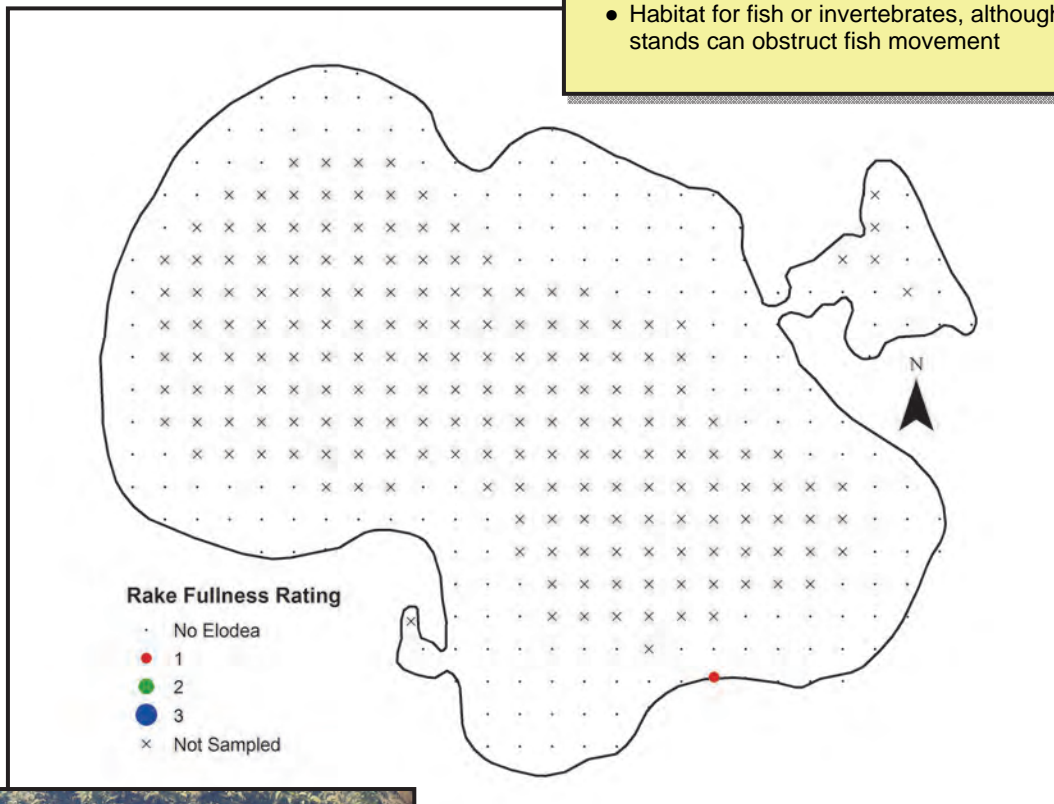 ● Habitat for fish or invertebrates, although
stands can obstruct fish movement
N
Rake Fullness Rating
No Elodea
1
2
3
Not Sampled